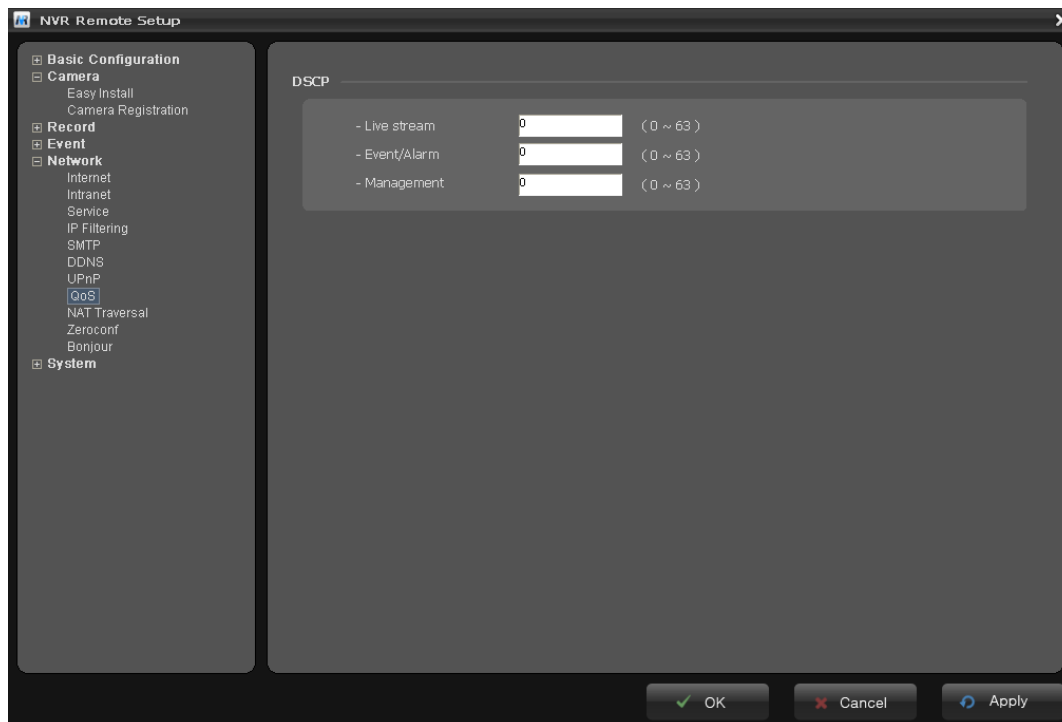 NVR Remote Setup
Basic Configuration
Camera
Easy Install
Camera Registration
Record
Event
Network
Internet
Intranet
Service
IP Filtering
SMTP
DDNS
UPnP
QoS
NAT Traversal
Zeroconf
Bonjour
System
DSCP
- Live stream 0 ( 0 ~ 63 )
- Event/Alarm 0 ( 0 ~ 63 )
- Management 0 ( 0 ~ 63 )
OK Cancel Apply